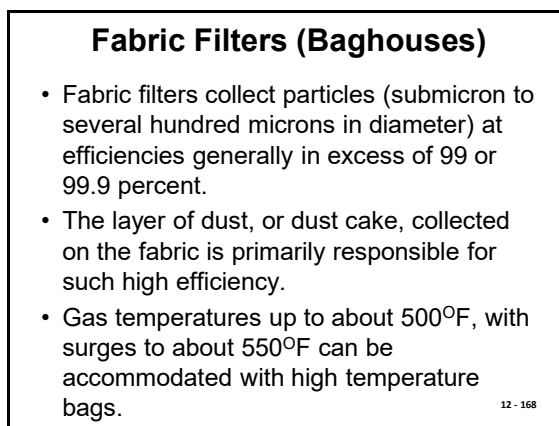 Fabric Filters (Baghouses)
• Fabric filters collect particles (submicron to
several hundred microns in diameter) at
efficiencies generally in excess of 99 or
99.9 percent.
• The layer of dust, or dust cake, collected
on the fabric is primarily responsible for
such high efficiency.
• Gas temperatures up to about 500ᴼF, with
surges to about 550ᴼF can be
accommodated with high temperature
bags.
12 - 168